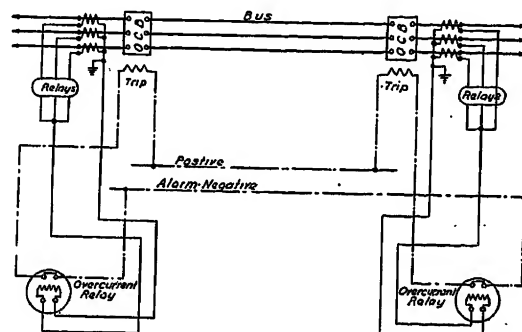 Bus
O C B
O C B
Relays
Trip
Trip
Relays
Positive
Alarm-Negative
Overcurrent
Relay
Overcurrent
Relay